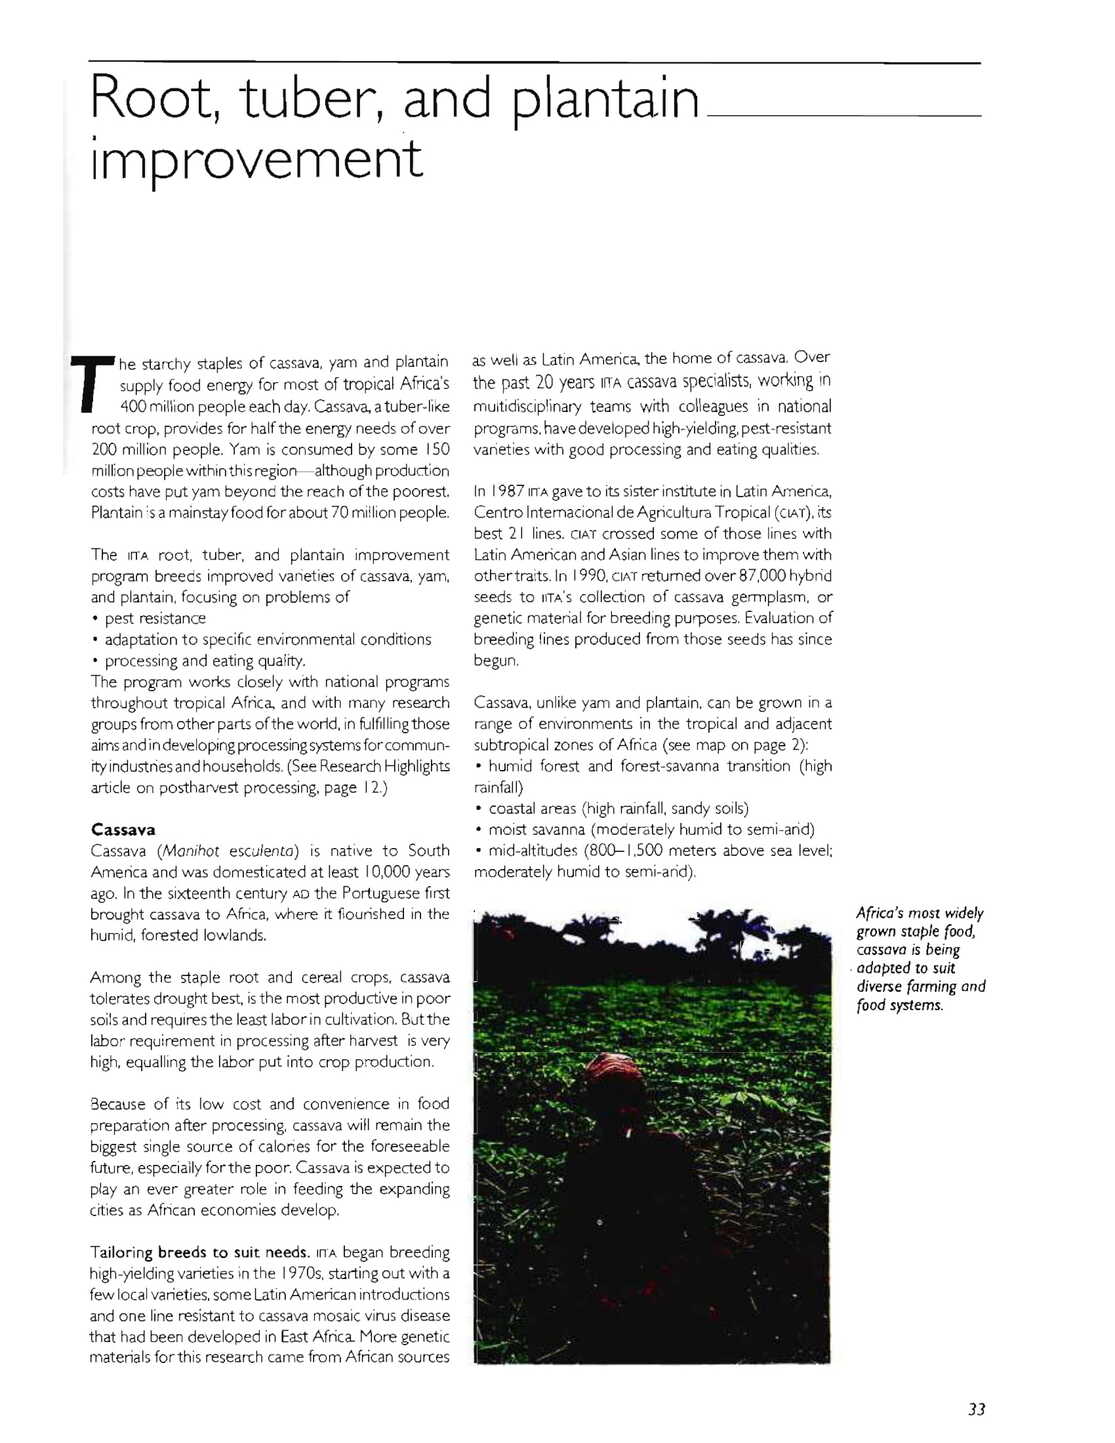 Root, tuber, and plantain
improvement
The starchy staples of cassava, yam and plantain
supply food energy for most of tropical Africa's
400 million people each day. Cassava, a tuber-like
root crop, provides for half the energy needs of over
200 million people. Yam is consumed by some 150
million people within this region—although production
costs have put yam beyond the reach of the poorest.
Plantain is a mainstay food for about 70 million people.
The IITA root, tuber, and plantain improvement
program breeds improved varieties of cassava, yam,
and plantain, focusing on problems of
• pest resistance
• adaptation to specific environmental conditions
• processing and eating quality.
The program works closely with national programs
throughout tropical Africa, and with many research
groups from other parts of the world, in fulfilling those
aims and in developing processing systems for commun-
ity industries and households. (See Research Highlights
article on postharvest processing, page 12.)
Cassava
Cassava (Manihot esculenta) is native to South
America and was domesticated at least 10,000 years
ago. In the sixteenth century AD the Portuguese first
brought cassava to Africa, where it flourished in the
humid, forested lowlands.
Among the staple root and cereal crops, cassava
tolerates drought best, is the most productive in poor
soils and requires the least labor in cultivation. But the
labor requirement in processing after harvest is very
high, equalling the labor put into crop production.
Because of its low cost and convenience in food
preparation after processing, cassava will remain the
biggest single source of calories for the foreseeable
future, especially for the poor. Cassava is expected to
play an ever greater role in feeding the expanding
cities as African economies develop.
Tailoring breeds to suit needs. IITA began breeding
high-yielding varieties in the 1970s, starting out with a
few local varieties, some Latin American introductions
and one line resistant to cassava mosaic virus disease
that had been developed in East Africa. More genetic
materials for this research came from African sources
as well as Latin America, the home of cassava. Over
the past 20 years IITA cassava specialists, working in
multidisciplinary teams with colleagues in national
programs, have developed high-yielding, pest-resistant
varieties with good processing and eating qualities.
In 1987 IITA gave to its sister institute in Latin America,
Centro Internacional de Agricultura Tropical (CIAT), its
best 21 lines. CIAT crossed some of those lines with
Latin American and Asian lines to improve them with
other traits. In 1990, CIAT returned over 87,000 hybrid
seeds to IITA's collection of cassava germplasm, or
genetic material for breeding purposes. Evaluation of
breeding lines produced from those seeds has since
begun.
Cassava, unlike yam and plantain, can be grown in a
range of environments in the tropical and adjacent
subtropical zones of Africa (see map on page 2):
• humid forest and forest-savanna transition (high
rainfall)
• coastal areas (high rainfall, sandy soils)
• moist savanna (moderately humid to semi-arid)
• mid-altitudes (800–1,500 meters above sea level;
moderately humid to semi-arid).
Africa's most widely
grown staple food,
cassava is being
adapted to suit
diverse farming and
food systems.
33